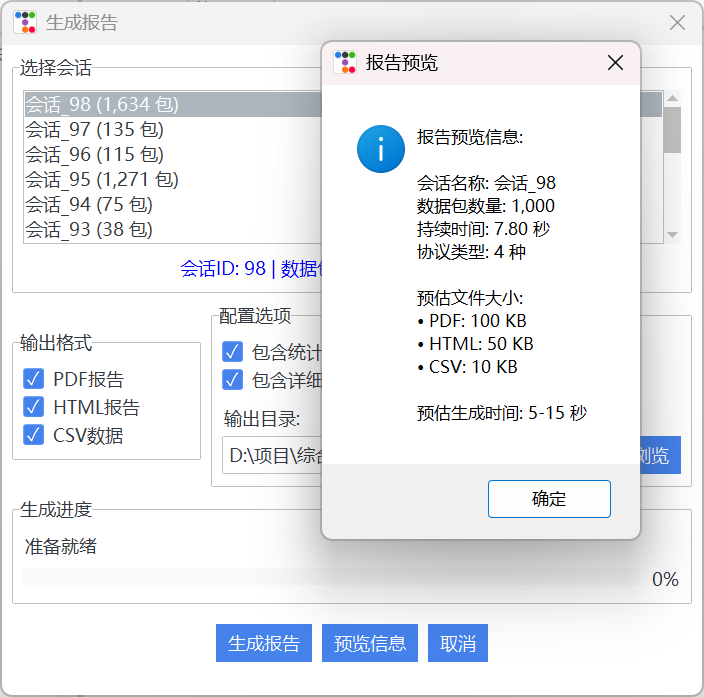 生成报告
选择会话
会话_98 (1,634 包)
会话_97 (135 包)
会话_96 (115 包)
会话_95 (1,271 包)
会话_94 (75 包)
会话_93 (38 包)
会话ID: 98 | 数据
输出格式
PDF报告
HTML报告
CSV数据
配置选项
包含统计
包含详细
输出目录:
D:\项目\综合
浏览
生成进度
准备就绪
0%
生成报告
预览信息
取消
报告预览
报告预览信息:
会话名称: 会话_98
数据包数量: 1,000
持续时间: 7.80 秒
协议类型: 4 种
预估文件大小:
• PDF: 100 KB
• HTML: 50 KB
• CSV: 10 KB
预估生成时间: 5-15 秒
确定